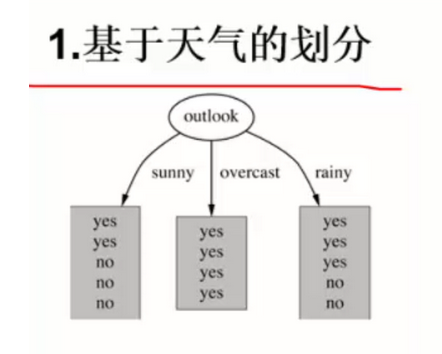 1.基于天气的划分
outlook
sunny
overcast
rainy
yes
yes
no
no
no
yes
yes
yes
yes
yes
yes
yes
no
no